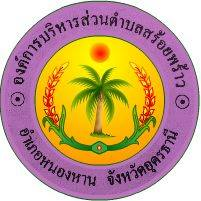 องค์การบริหารส่วนตำบลสร้อยพร้าว
อำเภอหนองหาน จังหวัดอุดรธานี